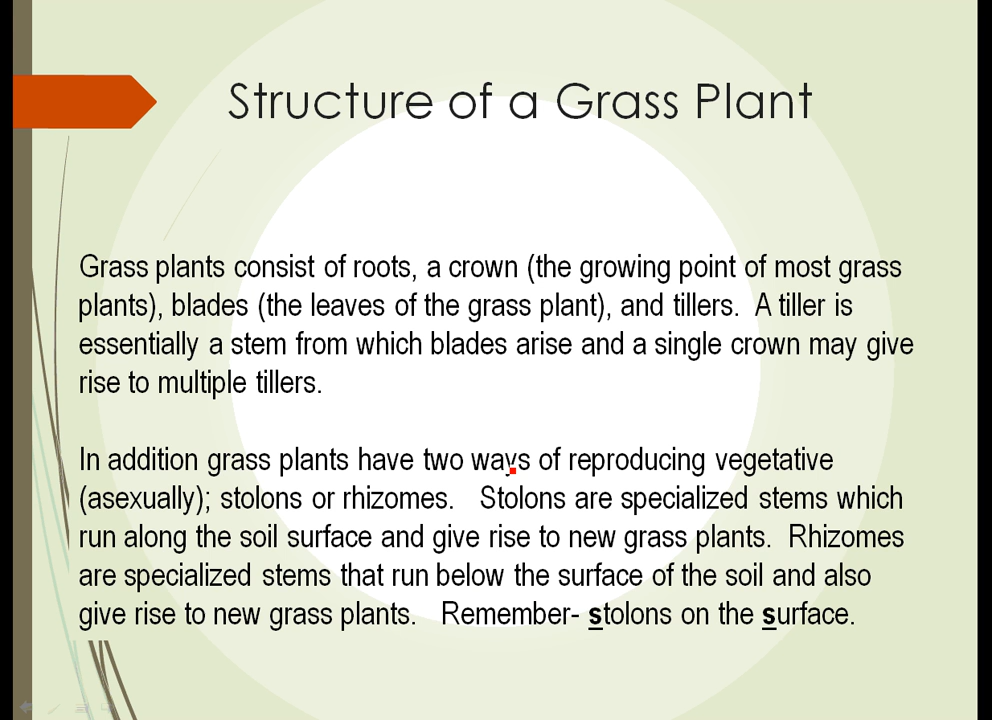 Structure of a Grass Plant
Grass plants consist of roots, a crown (the growing point of most grass
plants), blades (the leaves of the grass plant), and tillers.  A tiller is
essentially a stem from which blades arise and a single crown may give
rise to multiple tillers.
In addition grass plants have two ways of reproducing vegetative
(asexually); stolons or rhizomes.   Stolons are specialized stems which
run along the soil surface and give rise to new grass plants.  Rhizomes
are specialized stems that run below the surface of the soil and also
give rise to new grass plants.   Remember- stolons on the surface.